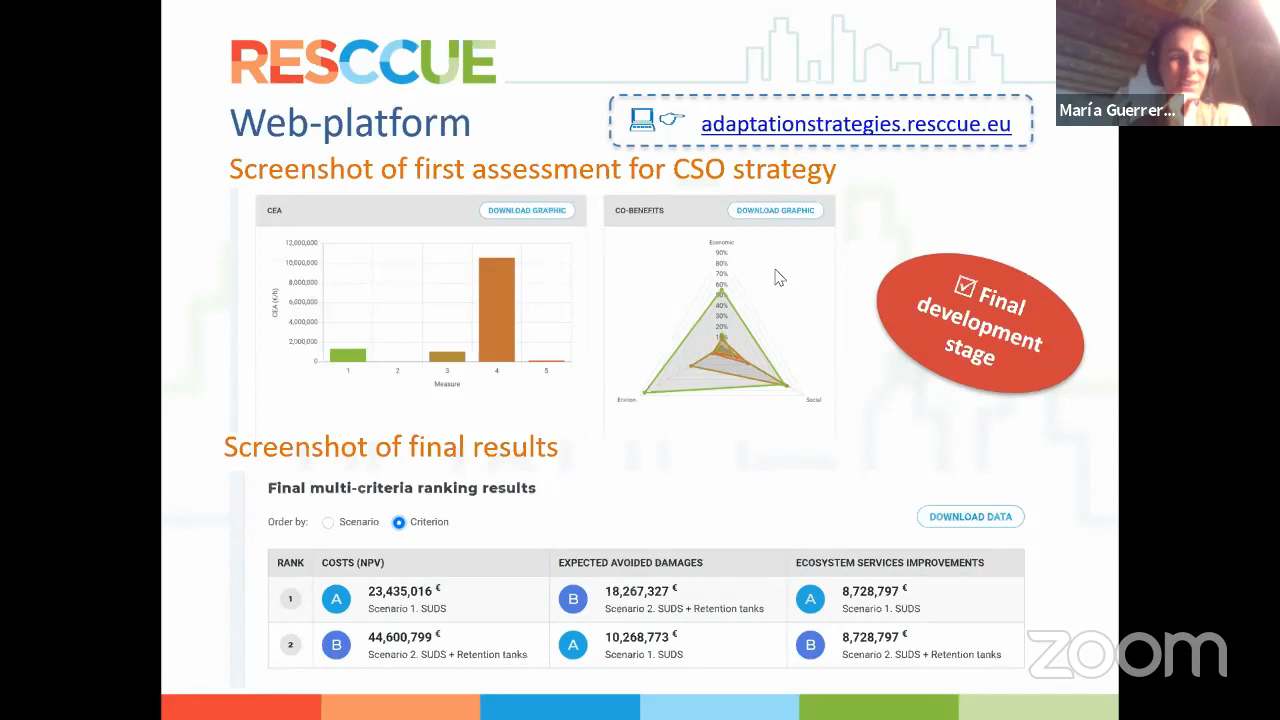 RESCCUE
María Guerrer...
Web-platform
adaptationstrategies.resccue.eu
Screenshot of first assessment for CSO strategy
CEA
DOWNLOAD GRAPHIC
CO-BENEFITS
DOWNLOAD GRAPHIC
12,000,000
10,000,000
8,000,000
6,000,000
4,000,000
2,000,000
0
CEA (€/h)
1 2 3 4 5
Measure
Economic
90%
80%
70%
60%
50%
40%
30%
20%
Environ
Social
Final
development
stage
Screenshot of final results
Final multi-criteria ranking results
Order by: Scenario Criterion
DOWNLOAD DATA
RANK COSTS (NPV) EXPECTED AVOIDED DAMAGES ECOSYSTEM SERVICES IMPROVEMENTS
1 A 23,435,016 € B 18,267,327 € A 8,728,797 €
Scenario 1. SUDS Scenario 2. SUDS + Retention tanks Scenario 1. SUDS
2 B 44,600,799 € A 10,268,773 € B 8,728,797 €
Scenario 2. SUDS + Retention tanks Scenario 1. SUDS Scenario 2. SUDS + Retention tanks
zoom